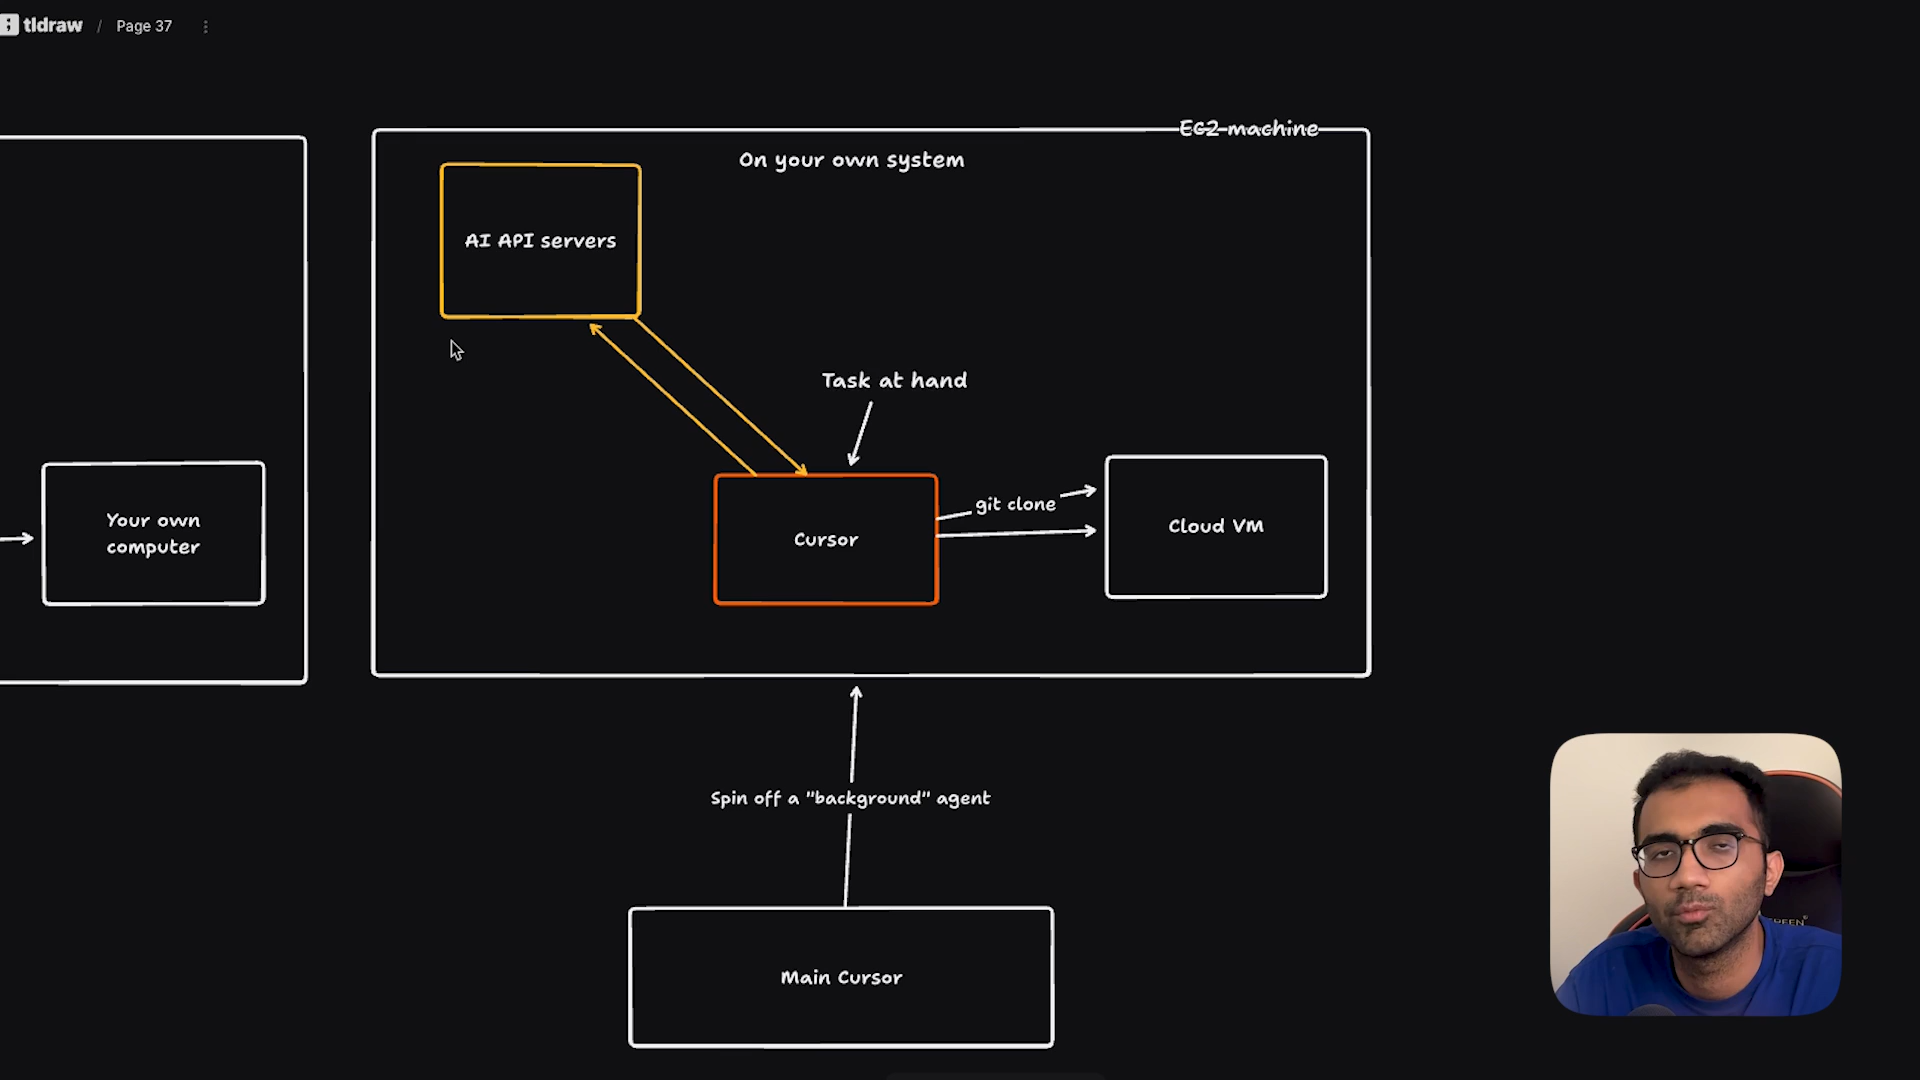 tldraw / Page 37
EC2 machine
On your own system
AI API servers
Task at hand
git clone
Your own
computer
Cursor
Cloud VM
Spin off a "background" agent
Main Cursor